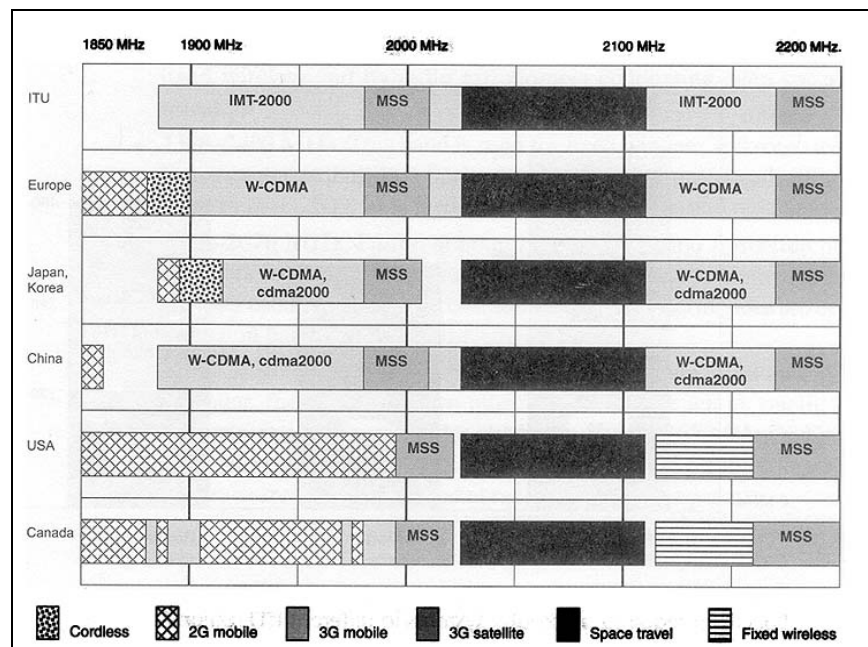 1850 MHz 1900 MHz 2000 MHz 2100 MHz 2200 MHz.
ITU IMT-2000 MSS IMT-2000 MSS
Europe W-CDMA MSS W-CDMA MSS
Japan, W-CDMA, MSS W-CDMA, MSS
Korea cdma2000 cdma2000
China W-CDMA, cdma2000 MSS W-CDMA, MSS
cdma2000
USA MSS MSS
Canada MSS MSS
Cordless 2G mobile 3G mobile 3G satellite Space travel Fixed wireless